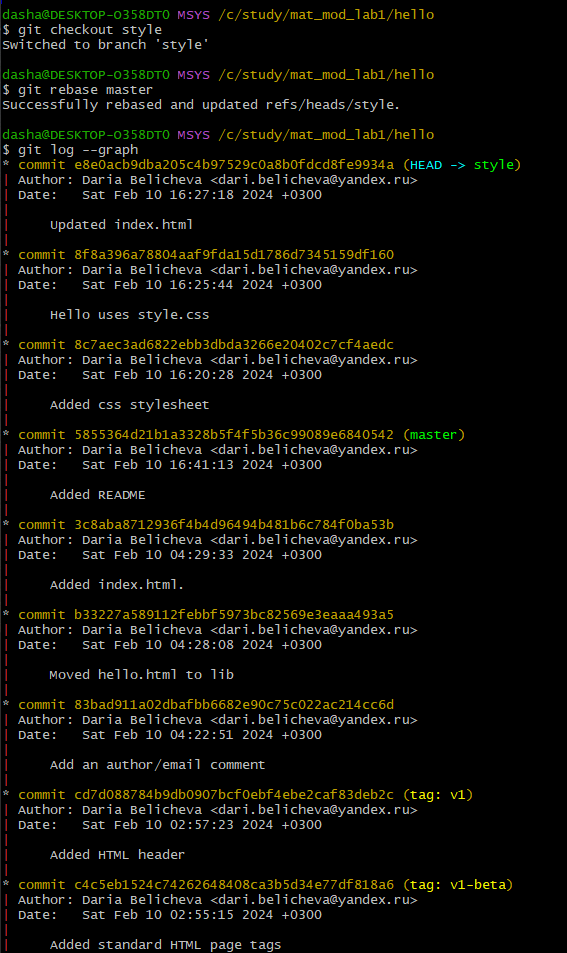 dasha@DESKTOP-O358DT0 MSYS /c/study/mat_mod_lab1/hello
$ git checkout style
Switched to branch 'style'
dasha@DESKTOP-O358DT0 MSYS /c/study/mat_mod_lab1/hello
$ git rebase master
Successfully rebased and updated refs/heads/style.
dasha@DESKTOP-O358DT0 MSYS /c/study/mat_mod_lab1/hello
$ git log --graph
* commit e8e0acb9dba205c4b97529c0a8b0fdcd8fe9934a (HEAD -> style)
| Author: Daria Belicheva <dari.belicheva@yandex.ru>
| Date:   Sat Feb 10 16:27:18 2024 +0300
|
|     Updated index.html
|
* commit 8f8a396a78804aaf9fda15d1786d7345159df160
| Author: Daria Belicheva <dari.belicheva@yandex.ru>
| Date:   Sat Feb 10 16:25:44 2024 +0300
|
|     Hello uses style.css
|
* commit 8c7aec3ad6822ebb3dbda3266e20402c7cf4aedc
| Author: Daria Belicheva <dari.belicheva@yandex.ru>
| Date:   Sat Feb 10 16:20:28 2024 +0300
|
|     Added css stylesheet
|
* commit 5855364d21b1a3328b5f4f5b36c99089e6840542 (master)
| Author: Daria Belicheva <dari.belicheva@yandex.ru>
| Date:   Sat Feb 10 16:41:13 2024 +0300
|
|     Added README
|
* commit 3c8aba8712936f4b4d96494b481b6c784f0ba53b
| Author: Daria Belicheva <dari.belicheva@yandex.ru>
| Date:   Sat Feb 10 04:29:33 2024 +0300
|
|     Added index.html.
|
* commit b33227a589112febbf5973bc82569e3eaaa493a5
| Author: Daria Belicheva <dari.belicheva@yandex.ru>
| Date:   Sat Feb 10 04:28:08 2024 +0300
|
|     Moved hello.html to lib
|
* commit 83bad911a02dbafbb6682e90c75c022ac214cc6d
| Author: Daria Belicheva <dari.belicheva@yandex.ru>
| Date:   Sat Feb 10 04:22:51 2024 +0300
|
|     Add an author/email comment
|
* commit cd7d088784b9db0907bcf0ebf4ebe2caf83deb2c (tag: v1)
| Author: Daria Belicheva <dari.belicheva@yandex.ru>
| Date:   Sat Feb 10 02:57:23 2024 +0300
|
|     Added HTML header
|
* commit c4c5eb1524c74262648408ca3b5d34e77df818a6 (tag: v1-beta)
| Author: Daria Belicheva <dari.belicheva@yandex.ru>
| Date:   Sat Feb 10 02:55:15 2024 +0300
|
|     Added standard HTML page tags